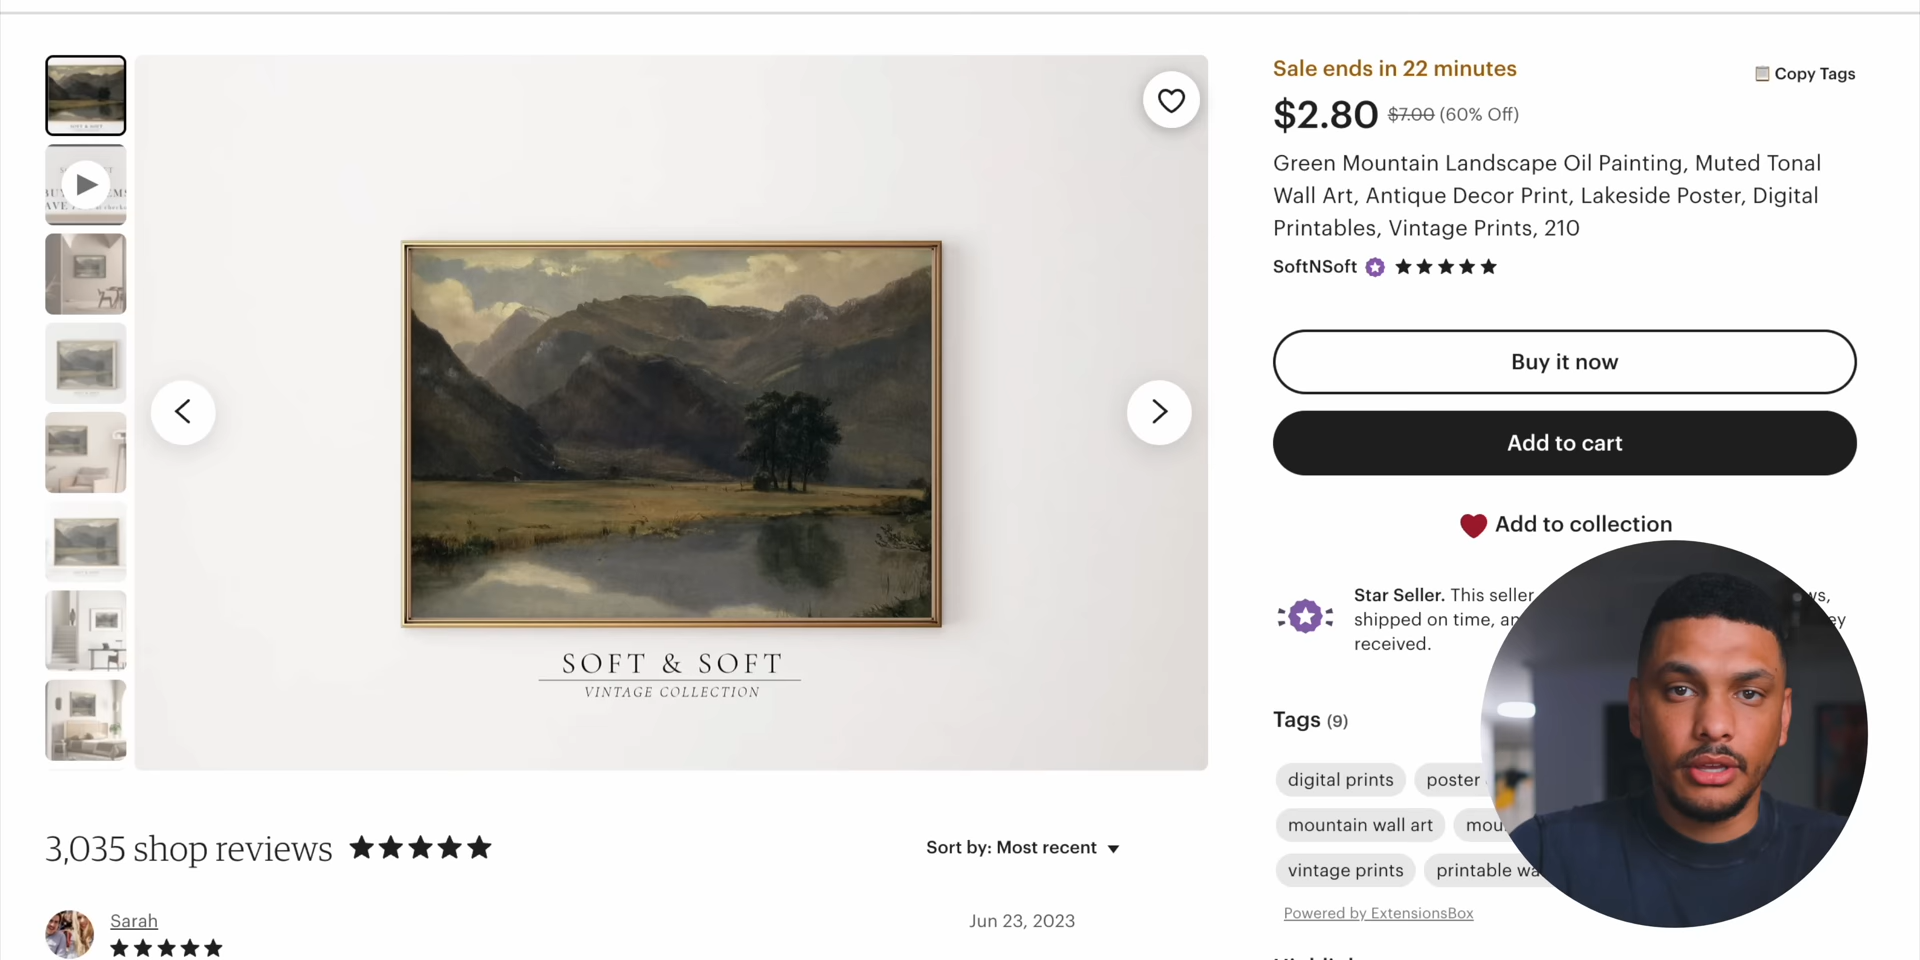 Sale ends in 22 minutes
Copy Tags
$2.80 $7.00 (60% Off)
Green Mountain Landscape Oil Painting, Muted Tonal
Wall Art, Antique Decor Print, Lakeside Poster, Digital
Printables, Vintage Prints, 210
SoftNSoft
Buy it now
Add to cart
Add to collection
Star Seller. This seller
shipped on time,
received.
Tags (9)
digital prints poster
mountain wall art
vintage prints printable
Powered by ExtensionsBox
SOFT & SOFT
VINTAGE COLLECTION
3,035 shop reviews
Sort by: Most recent
Sarah
Jun 23, 2023